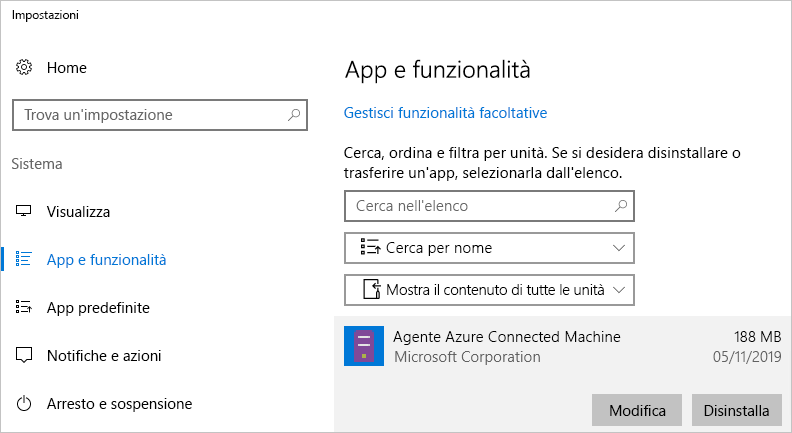 Impostazioni
Home
Trova un'impostazione
Sistema
Visualizza
App e funzionalità
App predefinite
Notifiche e azioni
Arresto e sospensione
App e funzionalità
Gestisci funzionalità facoltative
Cerca, ordina e filtra per unità. Se si desidera disinstallare o
trasferire un'app, selezionarla dall'elenco.
Cerca nell'elenco
Cerca per nome
Mostra il contenuto di tutte le unità
Agente Azure Connected Machine 188 MB
Microsoft Corporation 05/11/2019
Modifica Disinstalla